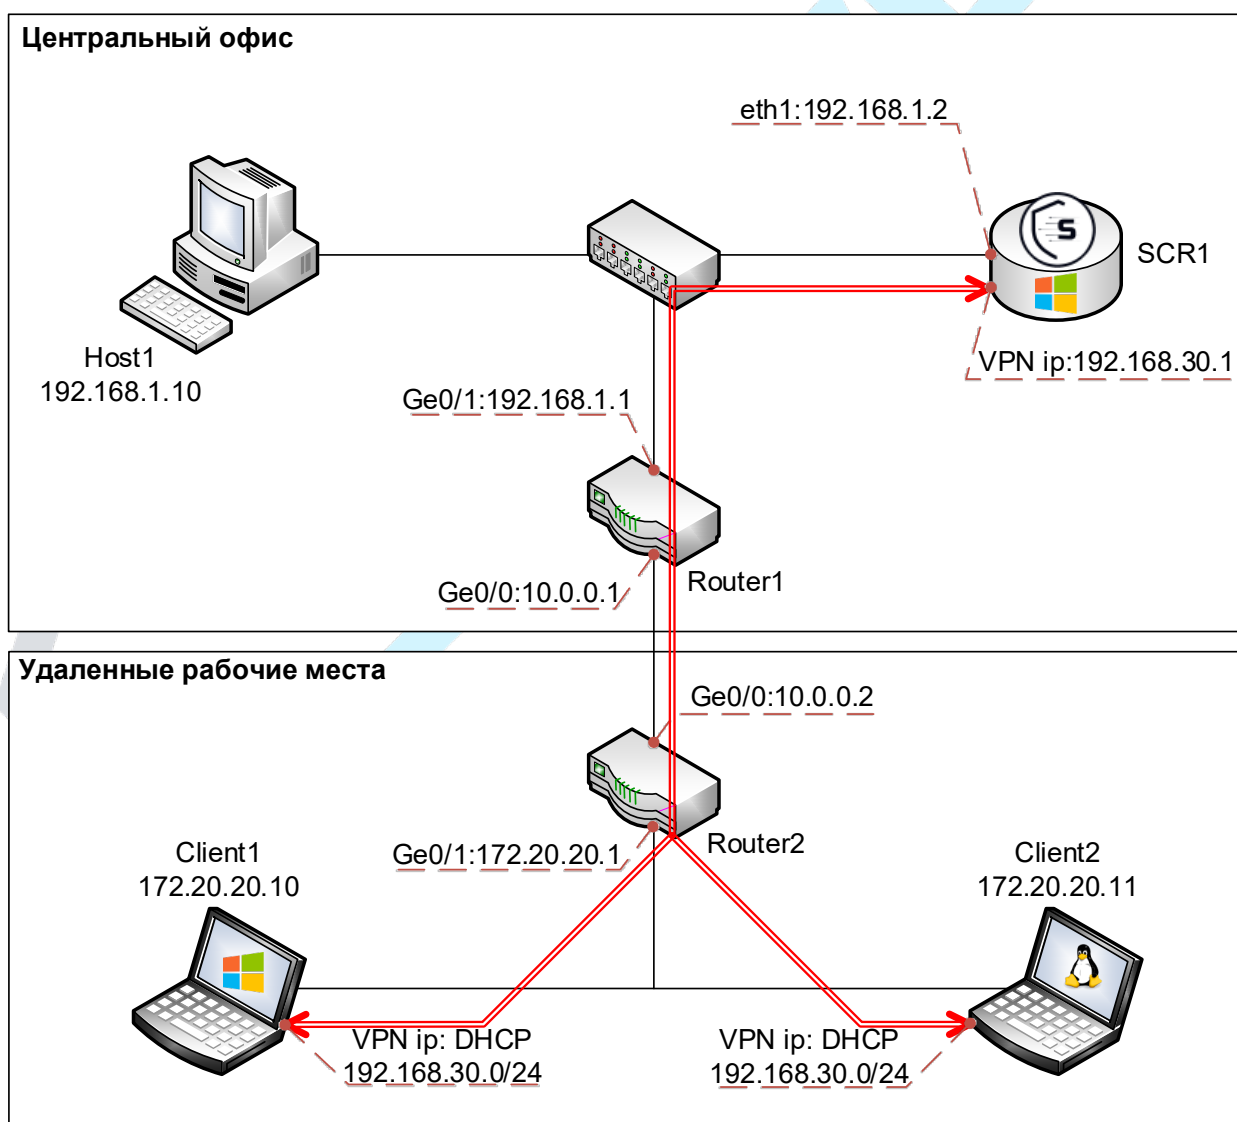 Центральный офис
eth1:192.168.1.2
S
SCR1
Host1
192.168.1.10
VPN ip:192.168.30.1
Ge0/1:192.168.1.1
Ge0/0:10.0.0.1
Router1
Удаленные рабочие места
Ge0/0:10.0.0.2
Ge0/1:172.20.20.1
Router2
Client1
172.20.20.10
Client2
172.20.20.11
VPN ip: DHCP
192.168.30.0/24
VPN ip: DHCP
192.168.30.0/24